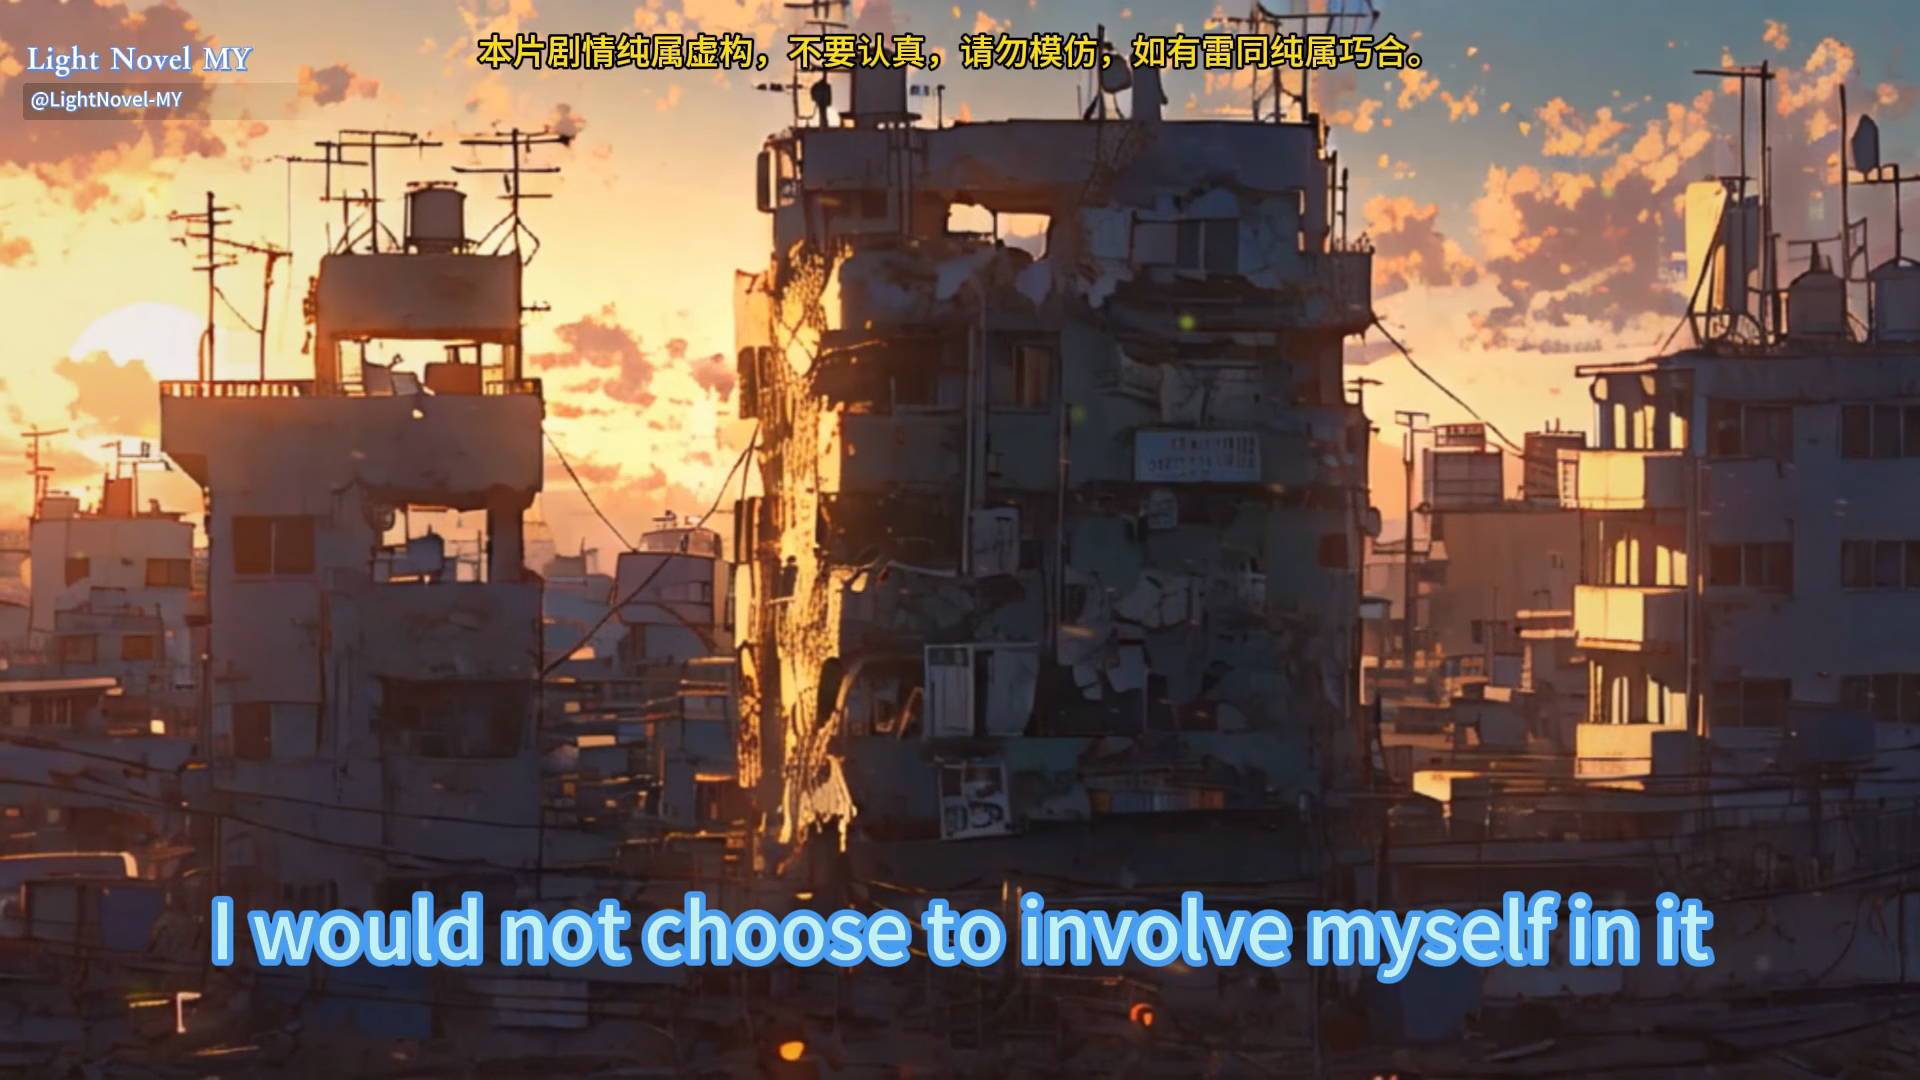 Light Novel MY
@LightNovel-MY
本片剧情纯属虚构，不要认真，请勿模仿，如有雷同纯属巧合。
I would not choose to involve myself in it